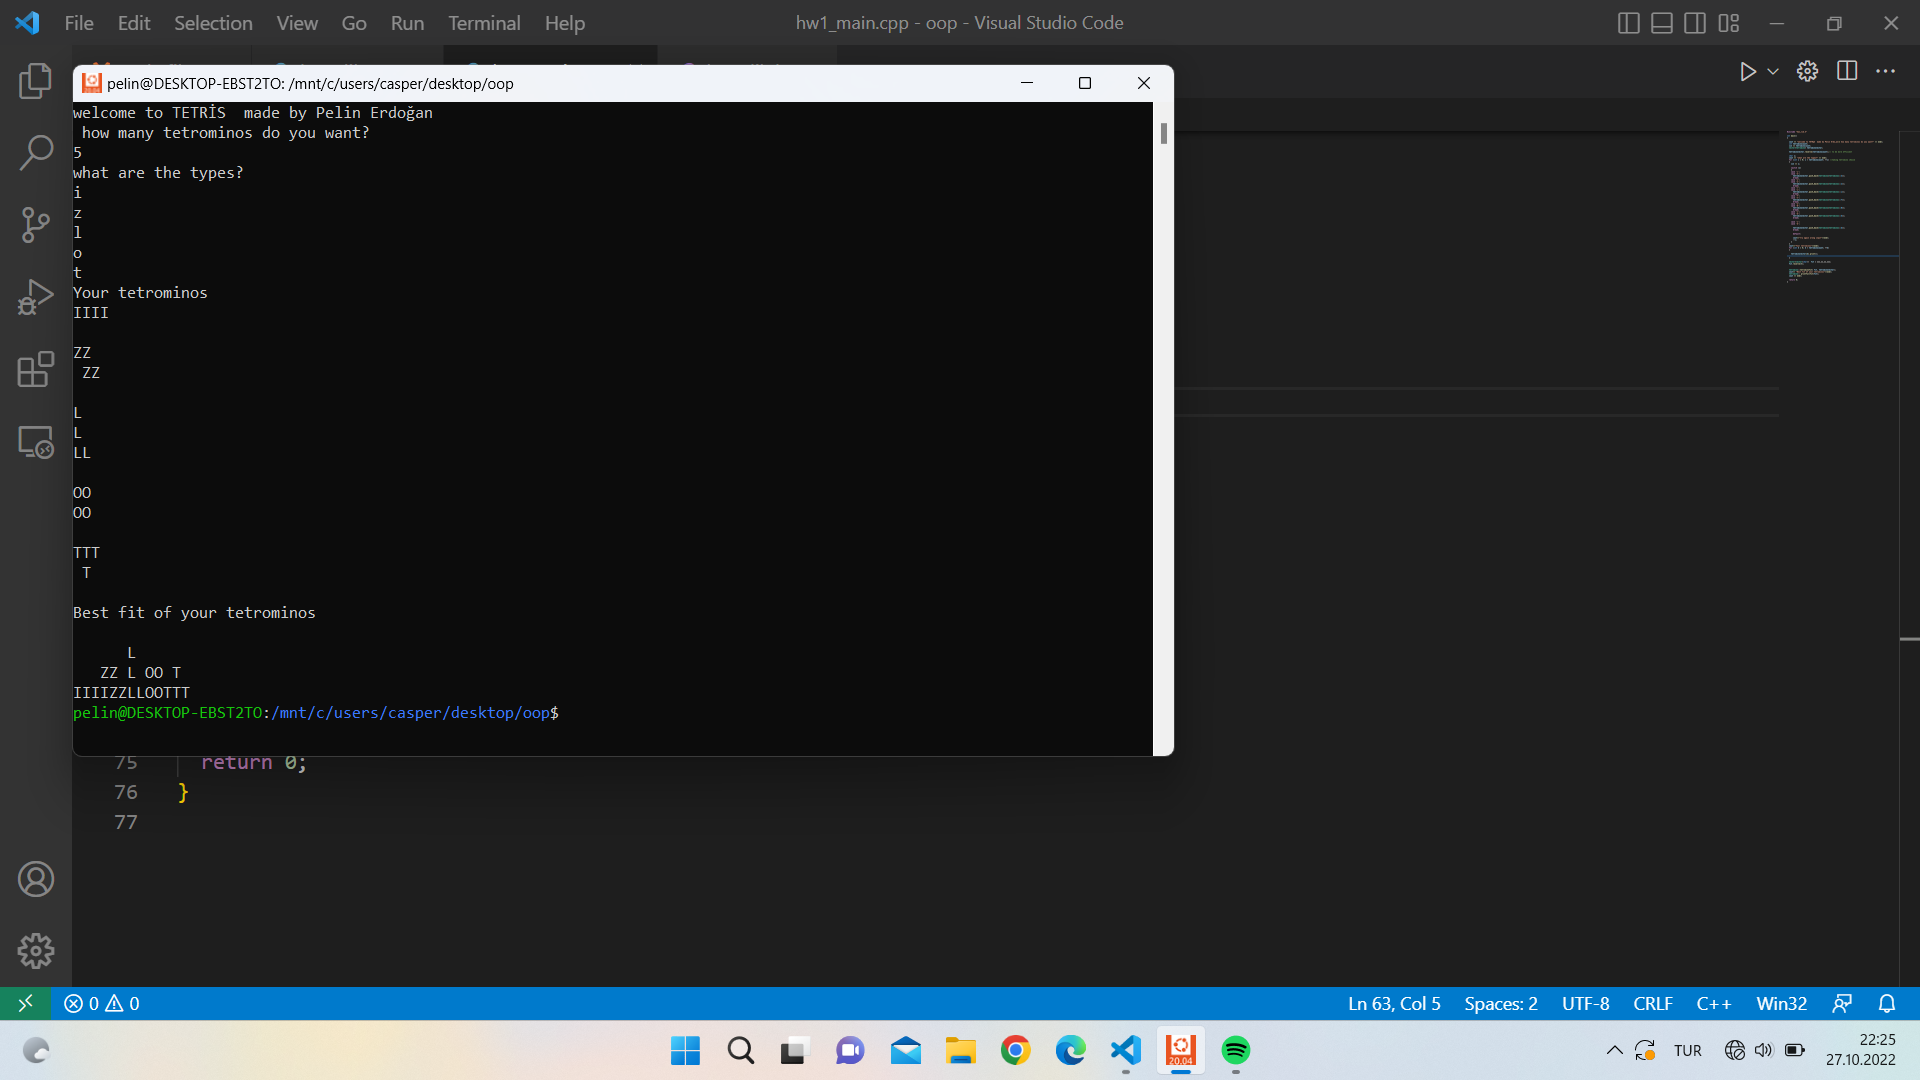 File Edit Selection View Go Run Terminal Help
hw1_main.cpp - oop - Visual Studio Code
pelin@DESKTOP-EBST2TO: /mnt/c/users/casper/desktop/oop
welcome to TETRİS  made by Pelin Erdoğan
 how many tetrominos do you want?
5
what are the types?
i
z
l
o
t
Your tetrominos
IIII
ZZ
 ZZ
L
L
LL
OO
OO
TTT
 T
Best fit of your tetrominos
      L
   ZZ L OO T
IIIIZZLLOOTTT
pelin@DESKTOP-EBST2TO:/mnt/c/users/casper/desktop/oop$
75 return 0;
76 }
77
0 0 Ln 63, Col 5 Spaces: 2 UTF-8 CRLF C++ Win32
20.04
TUR
22:25
27.10.2022